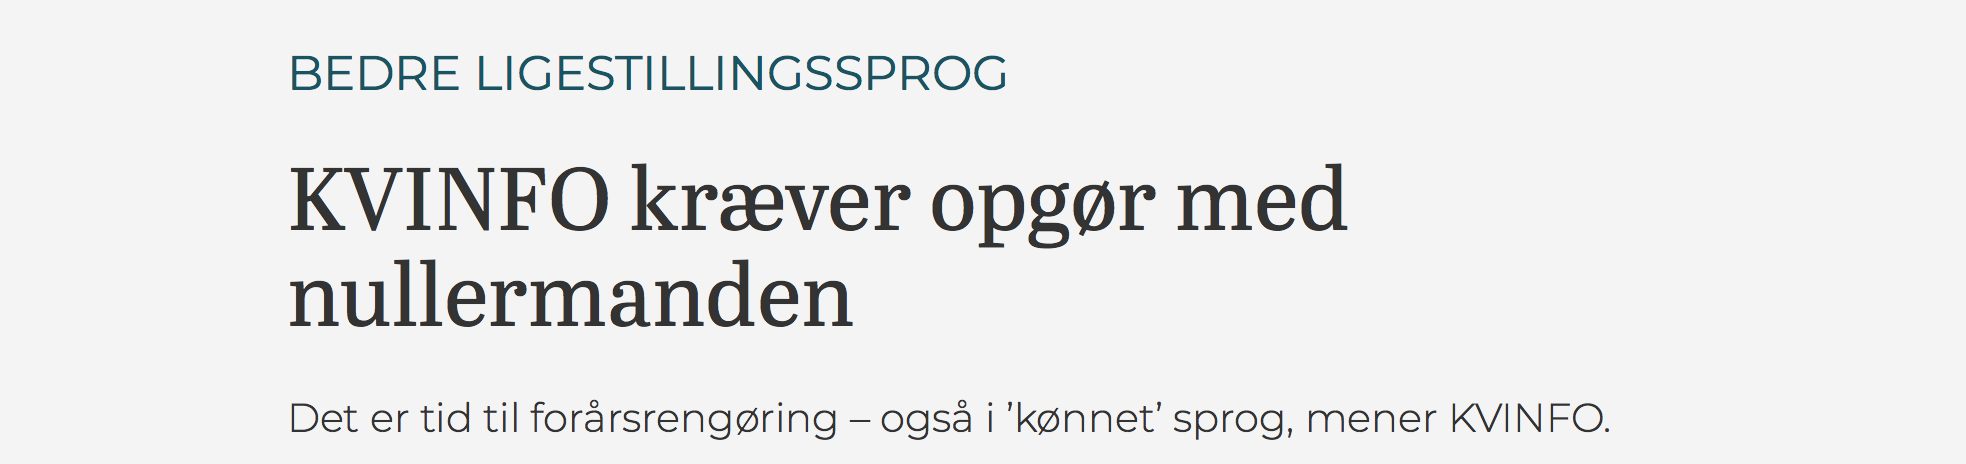 BEDRE LIGESTILLINGSSPROG
KVINFO kræver opgør med
nullermanden
Det er tid til forårsrengøring – også i ’kønnet’ sprog, mener KVINFO.